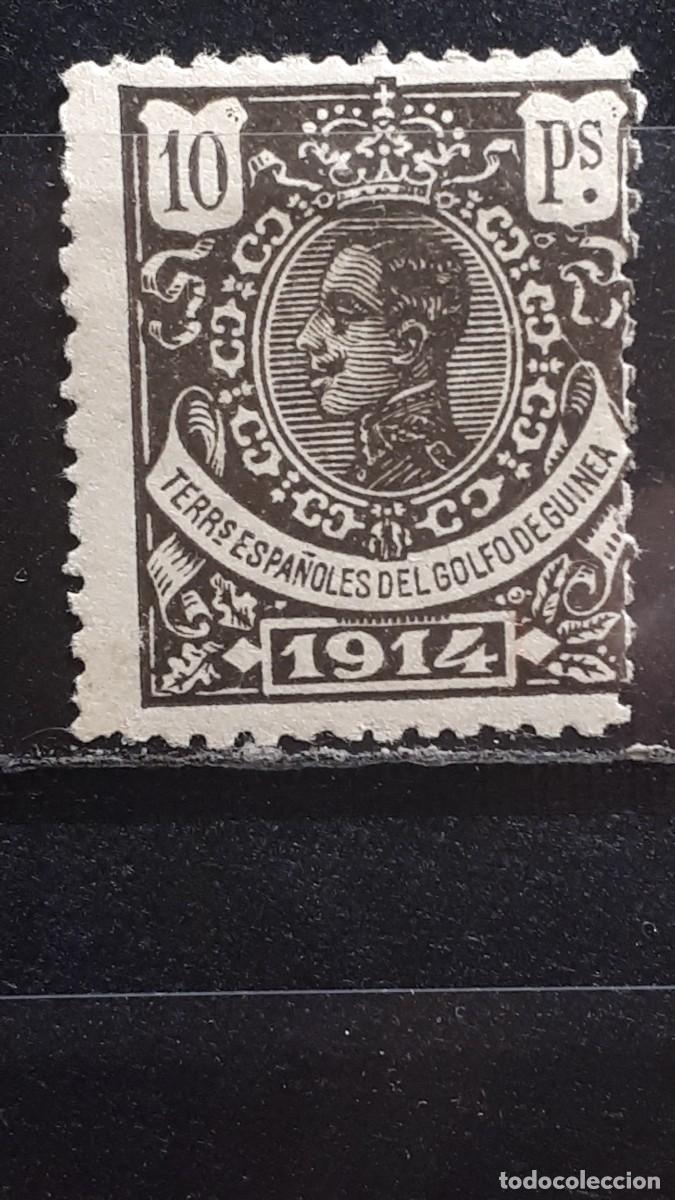 10 Ps.
TERRs ESPAÑOLES DEL GOLFO DE GUINEA
1914
todocoleccion